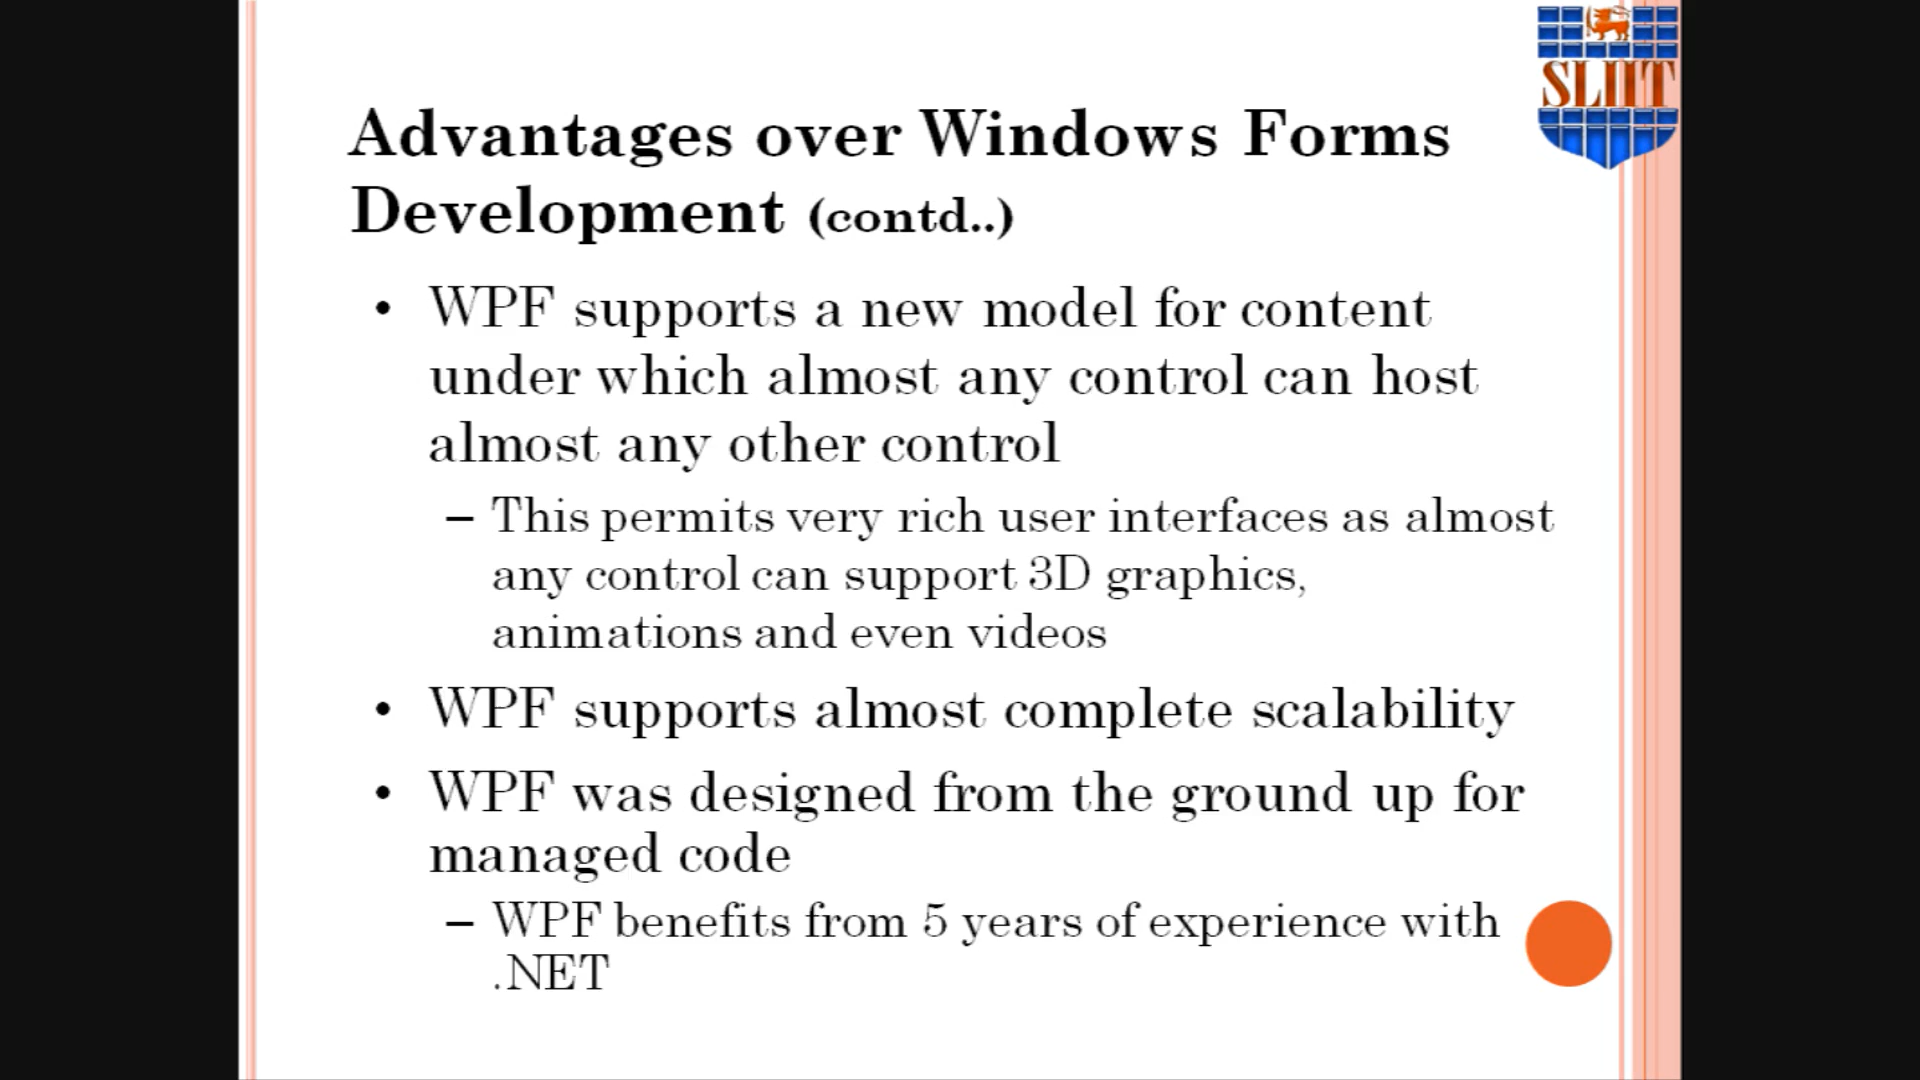 SLIIT
Advantages over Windows Forms
Development (contd..)
• WPF supports a new model for content
under which almost any control can host
almost any other control
– This permits very rich user interfaces as almost
any control can support 3D graphics,
animations and even videos
• WPF supports almost complete scalability
• WPF was designed from the ground up for
managed code
– WPF benefits from 5 years of experience with
.NET